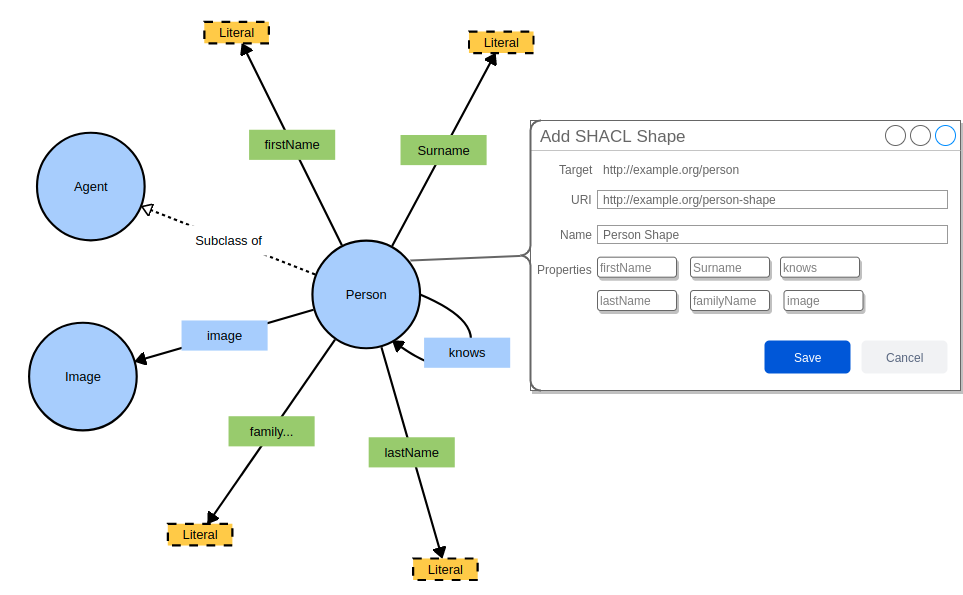 Literal
Literal
firstName
Surname
Agent
Subclass of
Person
image
knows
Image
family...
lastName
Literal
Literal
Add SHACL Shape
Target http://example.org/person
URI http://example.org/person-shape
Name Person Shape
Properties firstName Surname knows
lastName familyName image
Save Cancel